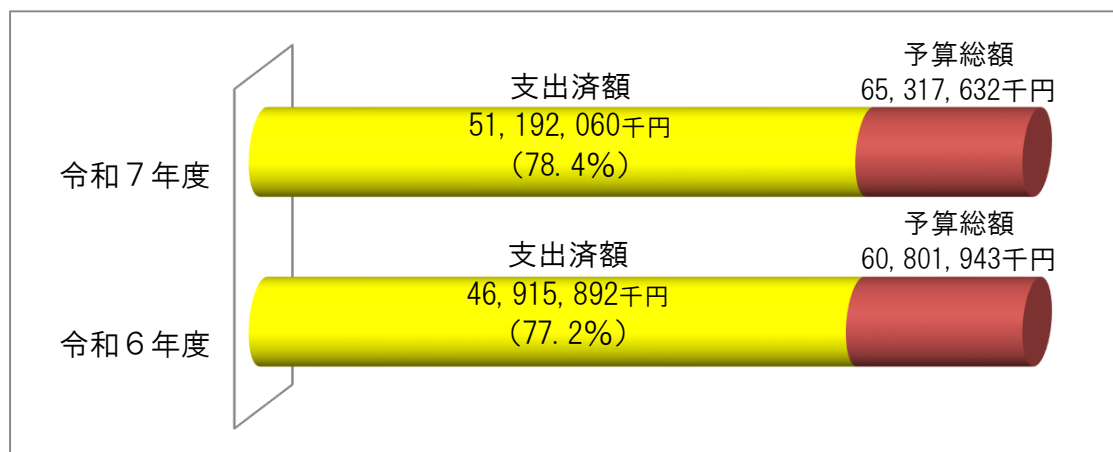 予算総額
65,317,632千円
支出済額
51,192,060千円
(78.4%)
令和７年度
予算総額
60,801,943千円
支出済額
46,915,892千円
(77.2%)
令和６年度